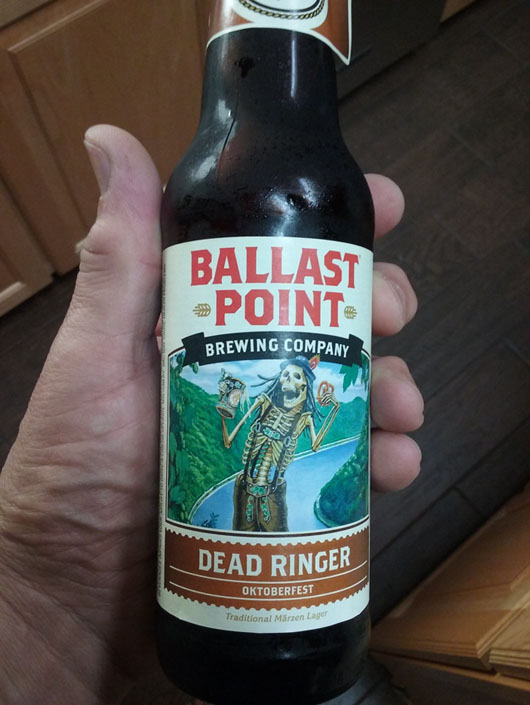 BALLAST
POINT
BREWING COMPANY
DEAD RINGER
OKTOBERFEST
Traditional Märzen Lager